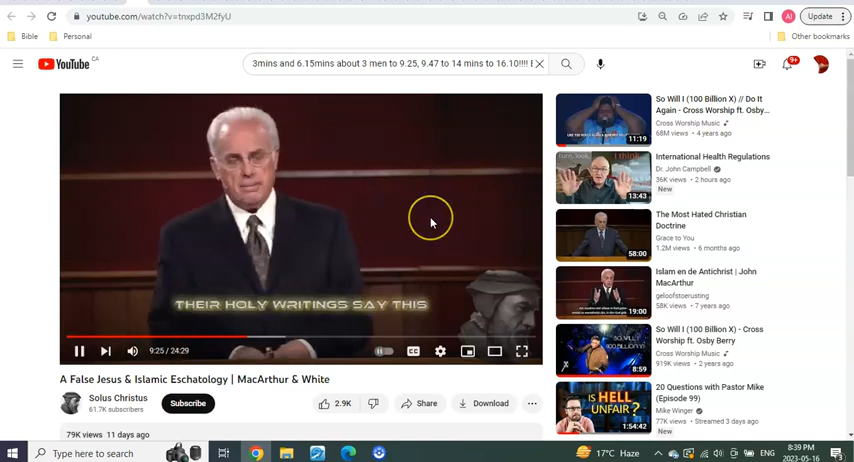 youtube.com/watch?v=tnxpd3M2fyU
Update
Bible
Personal
Other bookmarks
YouTube CA
3mins and 6.15mins about 3 men to 9.25, 9.47 to 14 mins to 16.10!!!! E
9+
THEIR HOLY WRITINGS SAY THIS
9:25 / 24:29
A False Jesus & Islamic Eschatology | MacArthur & White
Solus Christus
61.7K subscribers
Subscribe
2.9K
Share
Download
79K views 11 days ago
11:19
So Will I (100 Billion X) // Do It
Again - Cross Worship ft. Osby...
Cross Worship Music
68M views • 4 years ago
turn, look,
I think
13:43
International Health Regulations
Dr. John Campbell
36K views • 2 hours ago
New
58:00
The Most Hated Christian
Doctrine
Grace to You
1.2M views • 6 months ago
19:00
Islam en de Antichrist | John
MacArthur
geloofstoerusting
58K views • 7 years ago
SO WILL I
100 BILLION X
8:59
So Will I (100 Billion X) - Cross
Worship ft. Osby Berry
Cross Worship Music
919K views • 2 years ago
IS HELL
UNFAIR?
1:54:42
20 Questions with Pastor Mike
(Episode 99)
Mike Winger
77K views • Streamed 3 days ago
New
Type here to search
17°C Haze
ENG
8:39 PM
2023-05-16
3